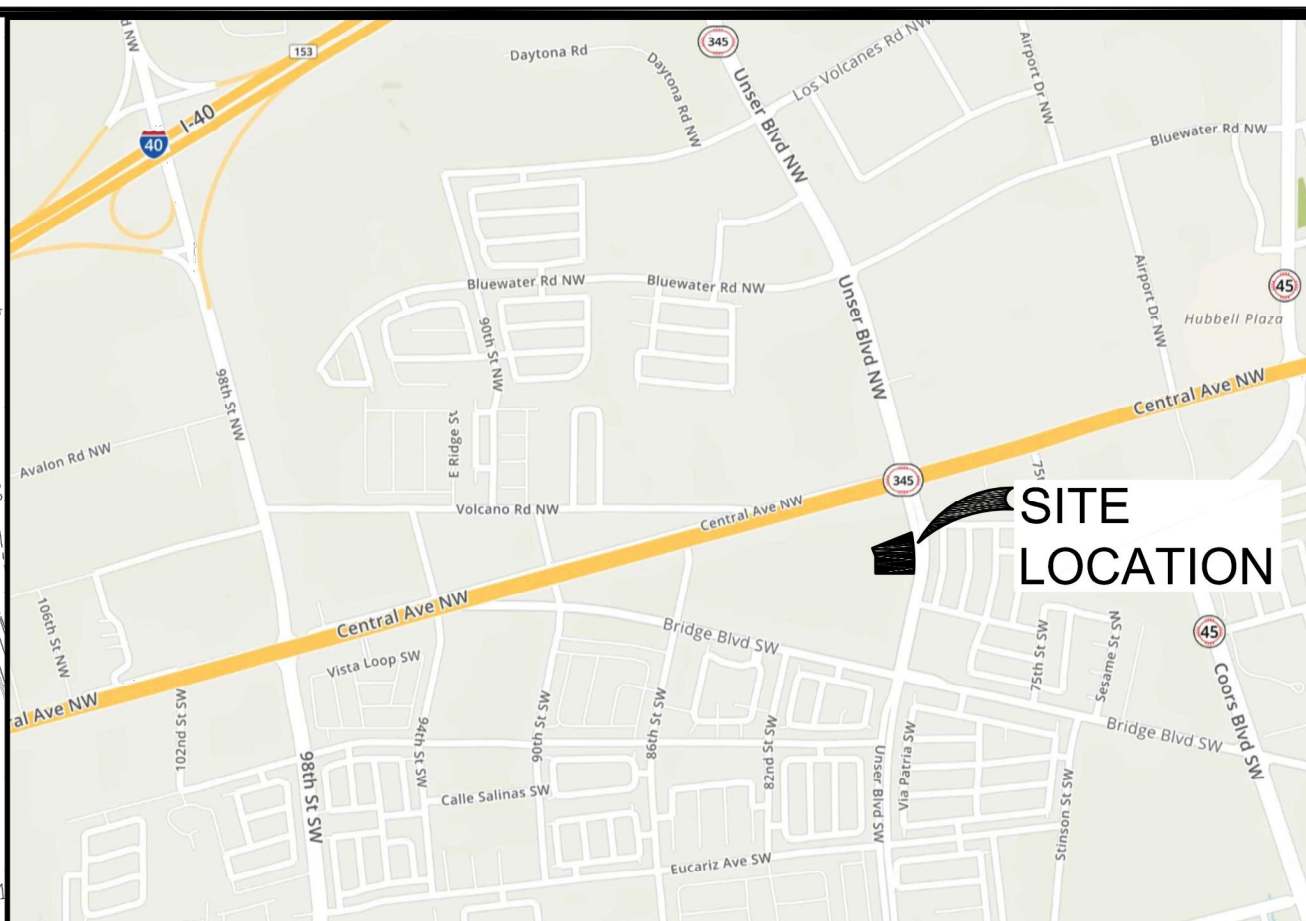 d NW
153
Daytona Rd
345
Los Volcanes Rd NW
Airport Dr NW
Daytona Rd NW
Unser Blvd NW
I-40
40
Bluewater Rd NW
Bluewater Rd NW
Bluewater Rd NW
Airport Dr NW
Unser Blvd NW
45
Hubbell Plaza
90th St NW
98th St NW
Central Ave NW
E Ridge St
Avalon Rd NW
345
75t
Volcano Rd NW
Central Ave NW
SITE
LOCATION
106th St NW
Central Ave NW
Bridge Blvd SW
45
Vista Loop SW
75th St SW
Sesame St SW
ral Ave NW
102nd St SW
94th St SW
90th St SW
86th St SW
82nd St SW
Unser Blvd SW
Via Patria SW
Bridge Blvd SW
Coors Blvd SW
98th St SW
Calle Salinas SW
Stinson St SW
Eucariz Ave SW